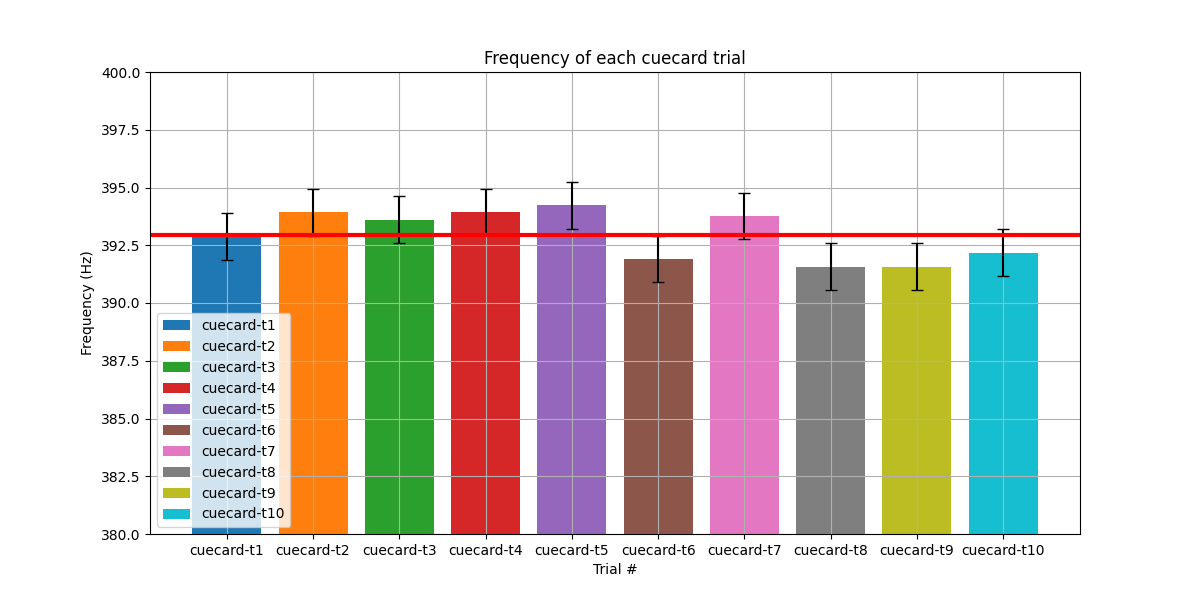 Frequency of each cuecard trial
400.0
397.5
395.0
392.5
390.0
387.5
385.0
382.5
380.0
Frequency (Hz)
cuecard-t1
cuecard-t2
cuecard-t3
cuecard-t4
cuecard-t5
cuecard-t6
cuecard-t7
cuecard-t8
cuecard-t9
cuecard-t10
cuecard-t1 cuecard-t2 cuecard-t3 cuecard-t4 cuecard-t5 cuecard-t6 cuecard-t7 cuecard-t8 cuecard-t9 cuecard-t10
Trial #